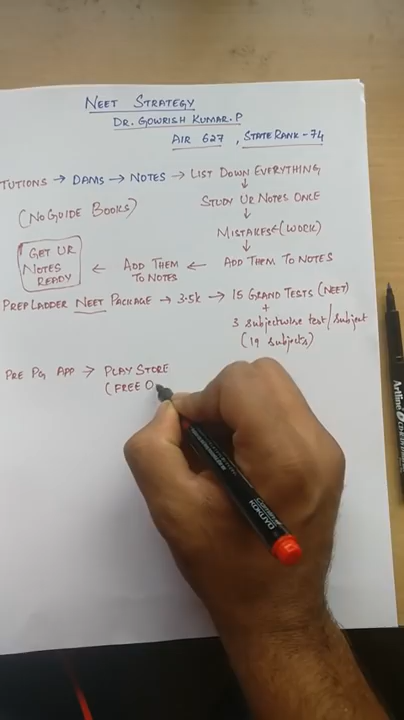 NEET STRATEGY
DR. GOWRISH KUMAR.P
AIR 627, STATE RANK-74
TUTIONS → DAMS → NOTES → LIST DOWN EVERYTHING
↓
(NO GUIDE BOOKS)
STUDY UR NOTES ONCE
↓
MISTAKES←(WORK)
↓
GET UR NOTES READY ← ADD THEM TO NOTES ← ADD THEM TO NOTES
PREPLADDER NEET PACKAGE → 3.5K → 15 GRAND TESTS (NEET)
+
3 subjectwise test/subject
(19 subjects)
PRE PG APP → PLAY STORE
(FREE O
Artline